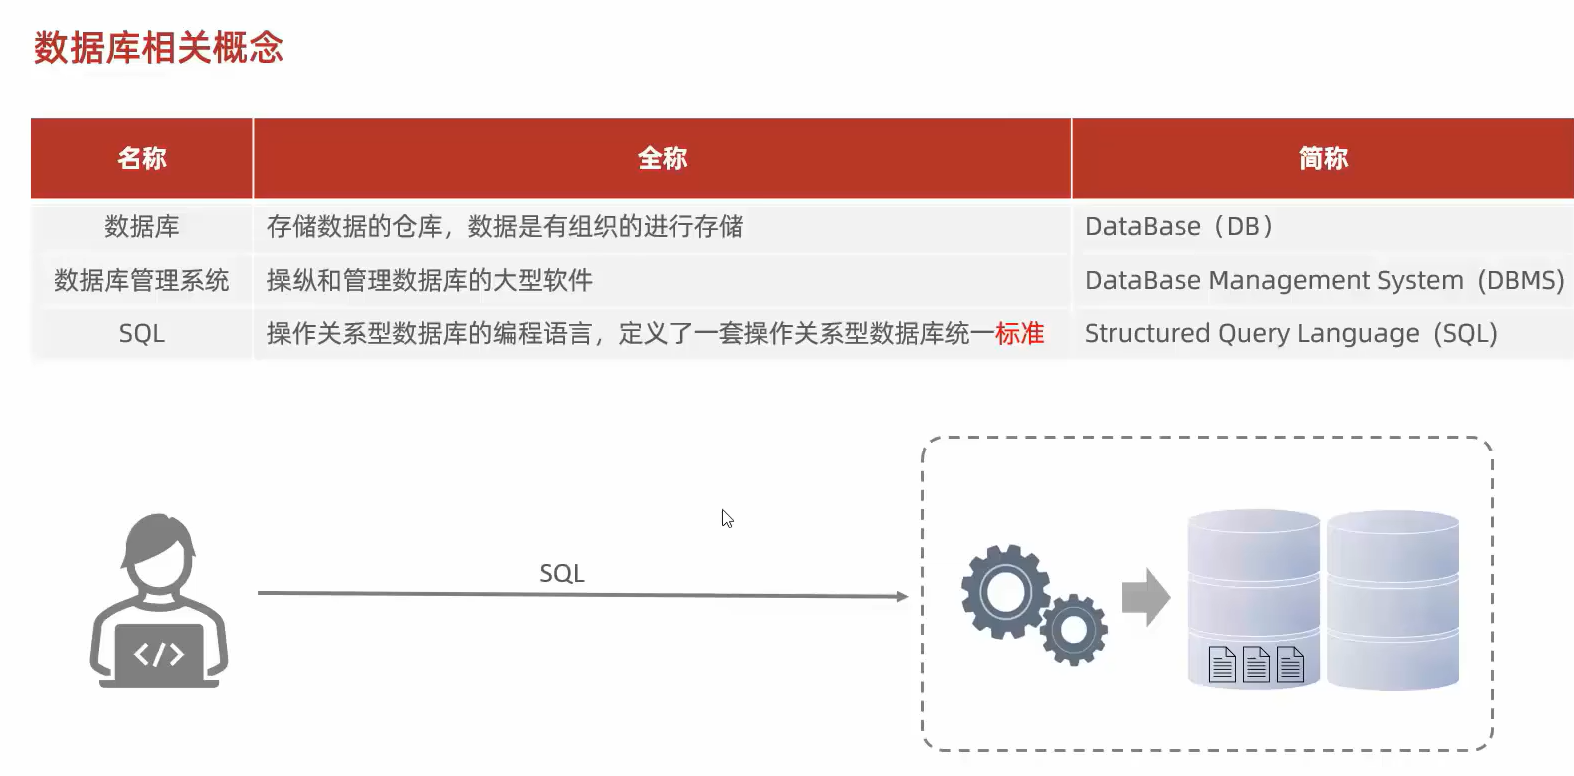 数据库相关概念
名称 全称 简称
数据库 存储数据的仓库，数据是有组织的进行存储 DataBase（DB）
数据库管理系统 操纵和管理数据库的大型软件 DataBase Management System (DBMS)
SQL 操作关系型数据库的编程语言，定义了一套操作关系型数据库统一标准 Structured Query Language (SQL)
SQL
</>